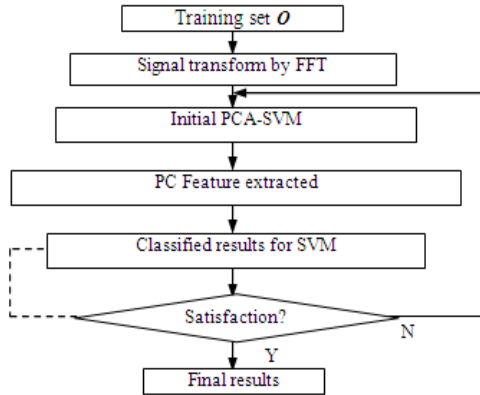 Training set O
Signal transform by FFT
Initial PCA-SVM
PC Feature extracted
Classified results for SVM
Satisfaction?
N
Y
Final results